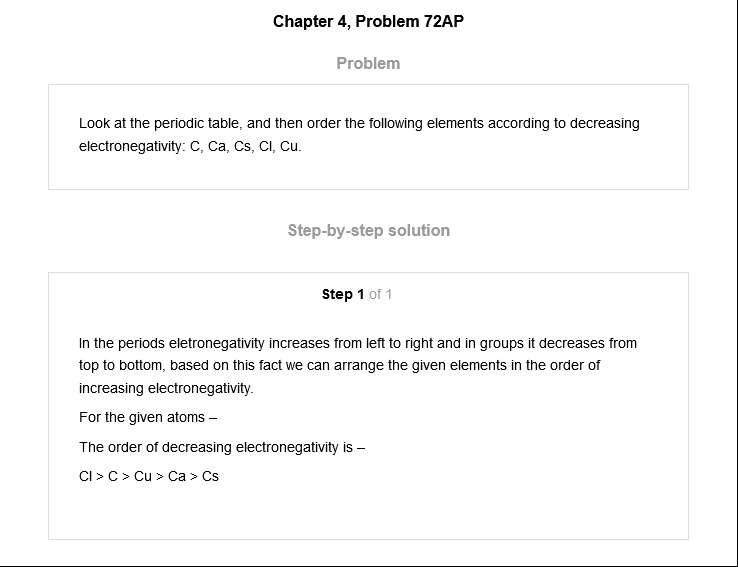 Chapter 4, Problem 72AP
Problem
Look at the periodic table, and then order the following elements according to decreasing
electronegativity: C, Ca, Cs, Cl, Cu.
Step-by-step solution
Step 1 of 1
In the periods eletronegativity increases from left to right and in groups it decreases from
top to bottom, based on this fact we can arrange the given elements in the order of
increasing electronegativity.
For the given atoms –
The order of decreasing electronegativity is –
Cl > C > Cu > Ca > Cs